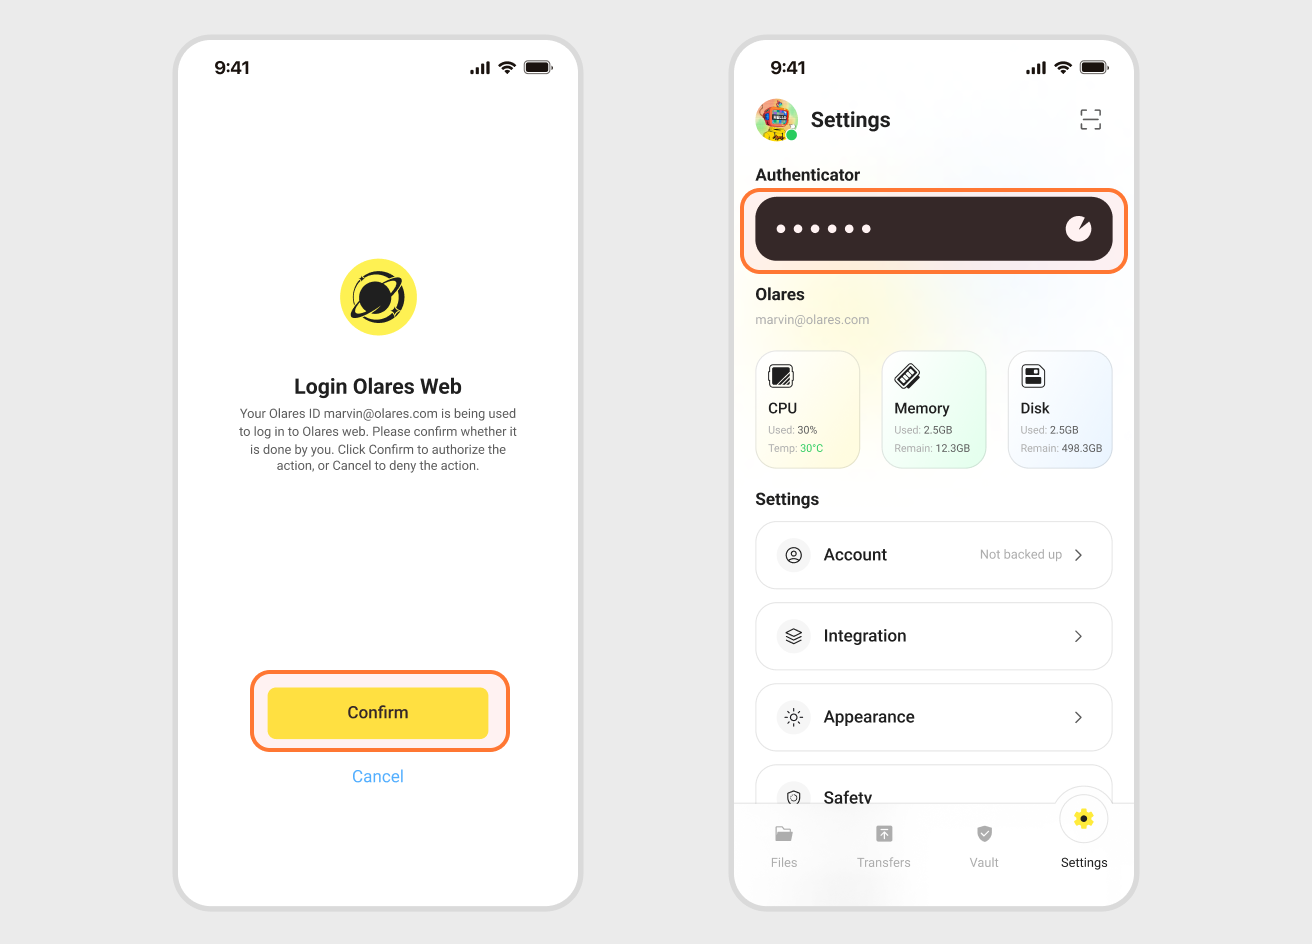 9:41
Login Olares Web
Your Olares ID marvin@olares.com is being used
to log in to Olares web. Please confirm whether it
is done by you. Click Confirm to authorize the
action, or Cancel to deny the action.
Confirm
Cancel
9:41
Settings
Authenticator
Olares
marvin@olares.com
CPU
Used: 30%
Temp: 30°C
Memory
Used: 2.5GB
Remain: 12.3GB
Disk
Used: 2.5GB
Remain: 498.3GB
Settings
Account
Not backed up
Integration
Appearance
Safety
Files
Transfers
Vault
Settings